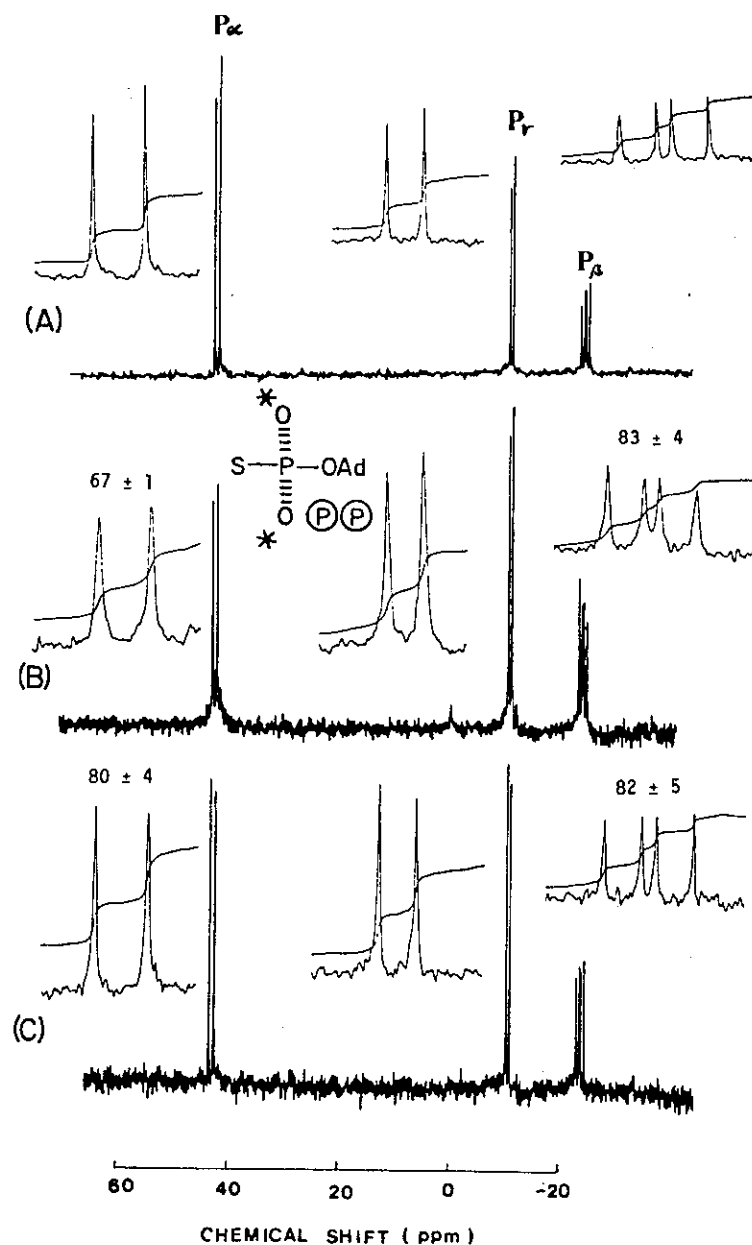 Pα
Pγ
Pβ
(A)
* O
S—P—OAd
* O Ⓟ Ⓟ
67 ± 1
83 ± 4
(B)
80 ± 4
82 ± 5
(C)
60 40 20 0 -20
CHEMICAL SHIFT (ppm)